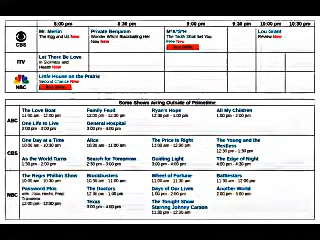 8:00 pm 8:30 pm 9:00 pm 9:30 pm 10:00 pm 10:30 pm
CBS
Mr. Merlin
The Egg and Us New
Private Benjamin
Wonder Who's Blackballing Her Now New
M*A*S*H
The Tooth Shall Set You Free New
Lou Grant
Review New
ITV
Let There Be Love
In Sickness and Health New
NBC
Little House on the Prairie
Second Chance New
Some Shows Airing Outside of Primetime
ABC
The Love Boat
11:00 am - 12:00 pm
Family Feud
12:00 pm - 12:30 pm
Ryan's Hope
12:30 pm - 1:00 pm
All My Children
1:00 pm - 2:00 pm
One Life to Live
2:00 pm - 3:00 pm
General Hospital
3:00 pm - 4:00 pm
CBS
One Day at a Time
10:00 am - 10:30 am
Alice
10:30 am - 11:00 am
The Price Is Right
11:00 am - 12:00 pm
The Young and the
Restless
12:30 pm - 1:30 pm
As the World Turns
1:30 pm - 2:30 pm
Search for Tomorrow
2:30 pm - 3:00 pm
Guiding Light
3:00 pm - 4:00 pm
The Edge of Night
4:00 pm - 4:30 pm
NBC
The Regis Philbin Show
10:00 am - 10:30 am
Blockbusters
10:30 am - 11:00 am
Wheel of Fortune
11:00 am - 11:30 am
Battlestars
11:30 am - 12:00 pm
Password Plus
12:00 pm - 12:30 pm
The Doctors
12:30 pm - 1:00 pm
Days of Our Lives
1:00 pm - 2:00 pm
Another World
2:00 pm - 3:00 pm
Texas
3:00 pm - 4:00 pm
The Tonight Show
Starring Johnny Carson
11:30 pm - 12:30 am